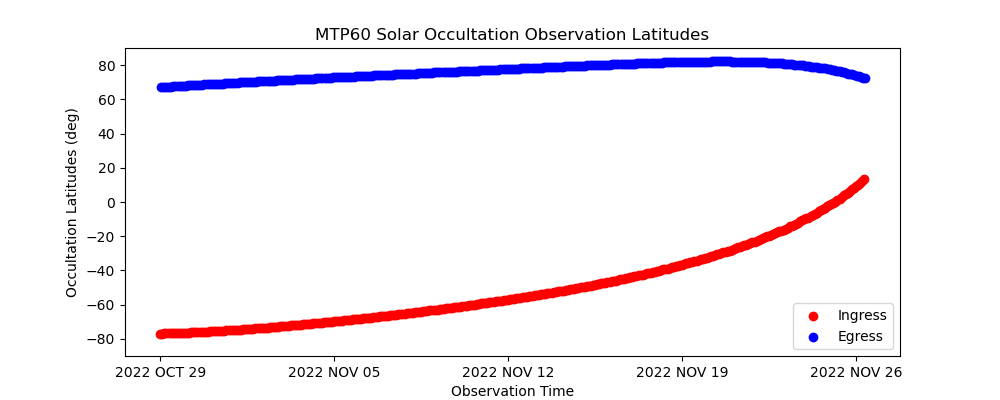 MTP60 Solar Occultation Observation Latitudes
Occultation Latitudes (deg)
80
60
40
20
0
−20
−40
−60
−80
Ingress
Egress
2022 OCT 29 2022 NOV 05 2022 NOV 12 2022 NOV 19 2022 NOV 26
Observation Time